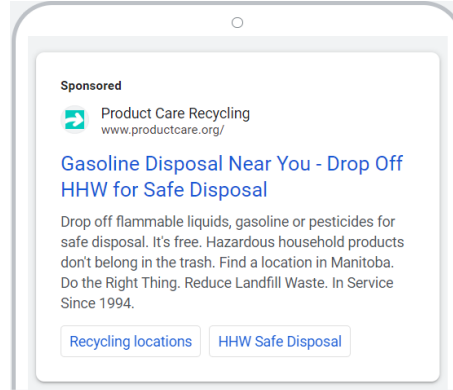 Sponsored
Product Care Recycling
www.productcare.org/
Gasoline Disposal Near You - Drop Off
HHW for Safe Disposal
Drop off flammable liquids, gasoline or pesticides for
safe disposal. It's free. Hazardous household products
don't belong in the trash. Find a location in Manitoba.
Do the Right Thing. Reduce Landfill Waste. In Service
Since 1994.
Recycling locations
HHW Safe Disposal